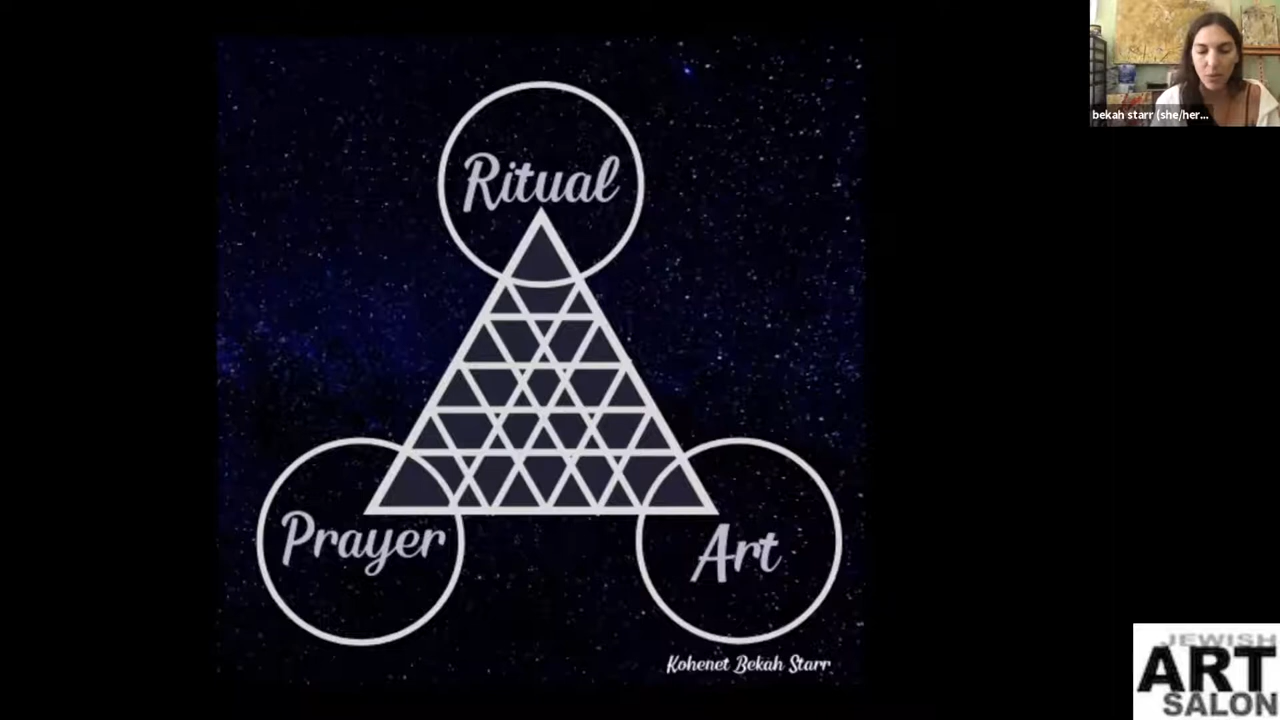 bekah starr (she/her...
Ritual
Prayer
Art
Kohenet Bekah Starr
JEWISH
ART
SALON